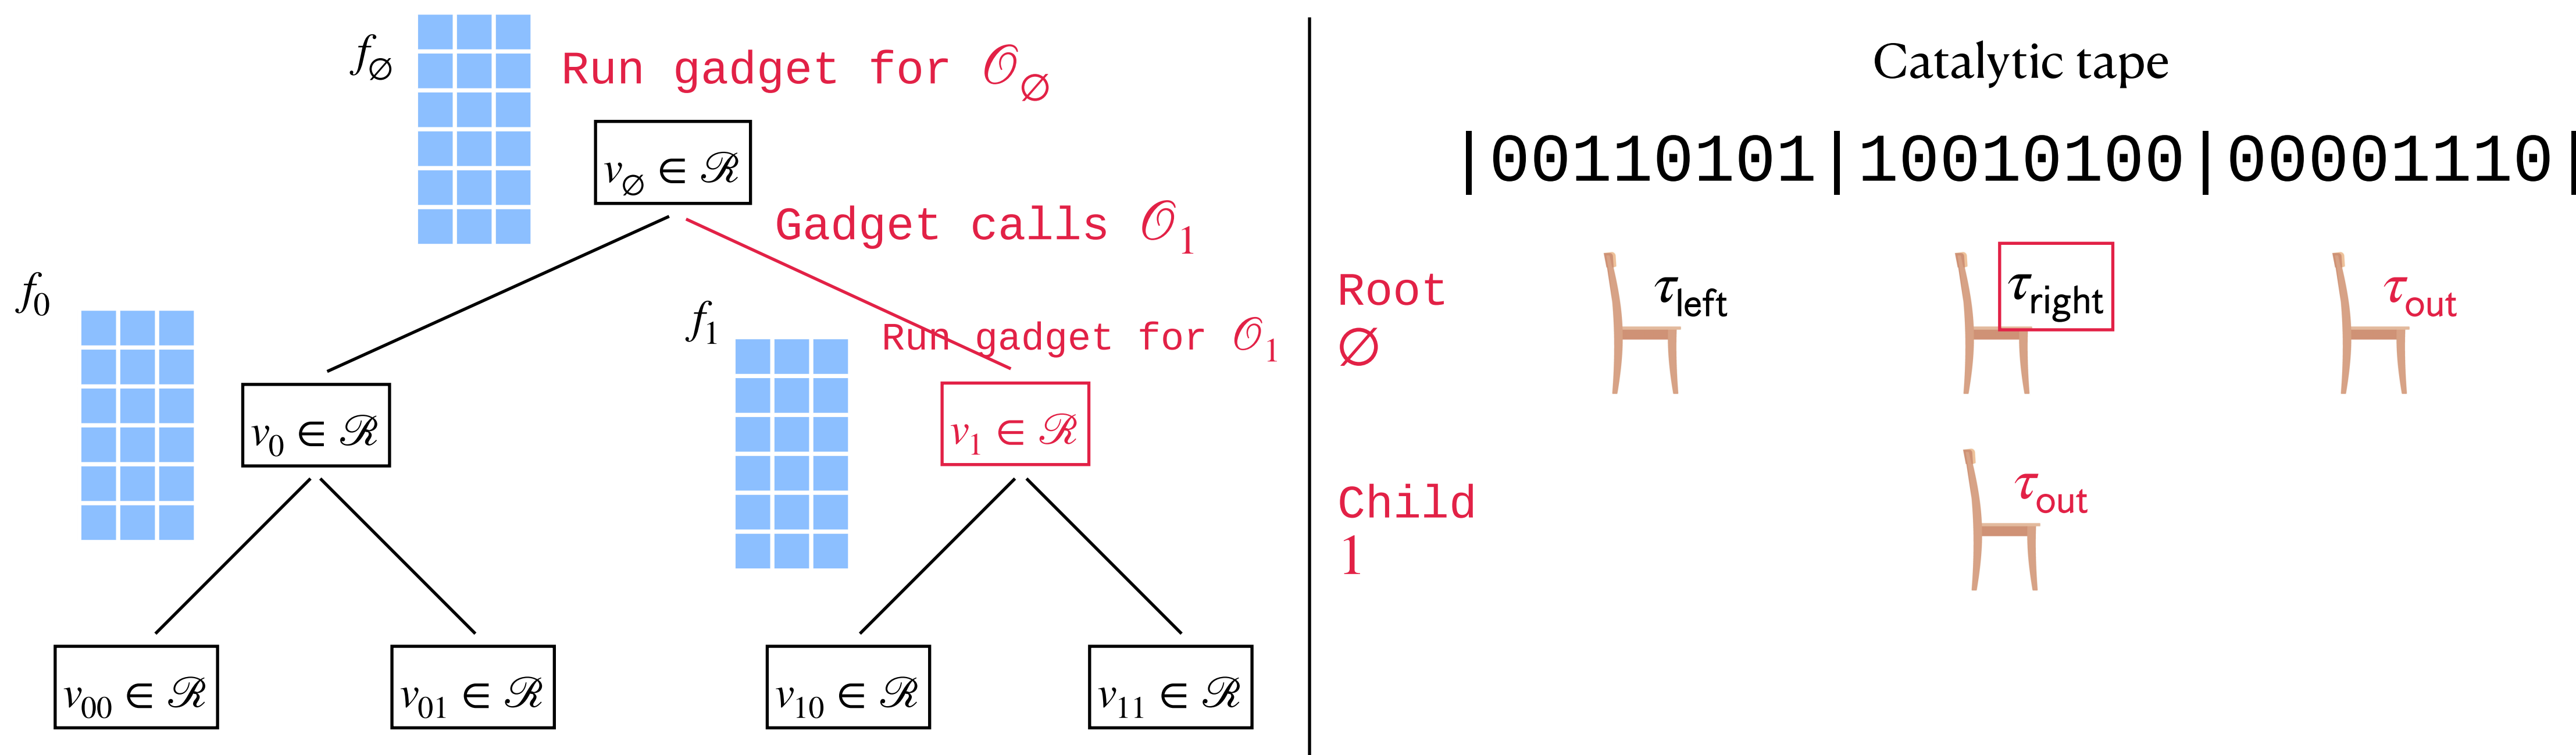 f∅
Run gadget for 𝒪∅
v∅ ∈ ℛ
Gadget calls 𝒪1
f0
f1
Run gadget for 𝒪1
v0 ∈ ℛ
v1 ∈ ℛ
v00 ∈ ℛ
v01 ∈ ℛ
v10 ∈ ℛ
v11 ∈ ℛ
Catalytic tape
|00110101|10010100|00001110|
Root
∅
τleft
τright
τout
Child
1
τout